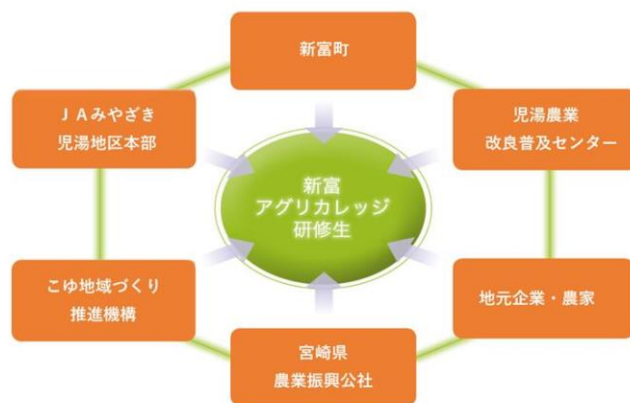 新富町
ＪＡみやざき
児湯地区本部
児湯農業
改良普及センター
新富
アグリカレッジ
研修生
こゆ地域づくり
推進機構
地元企業・農家
宮崎県
農業振興公社